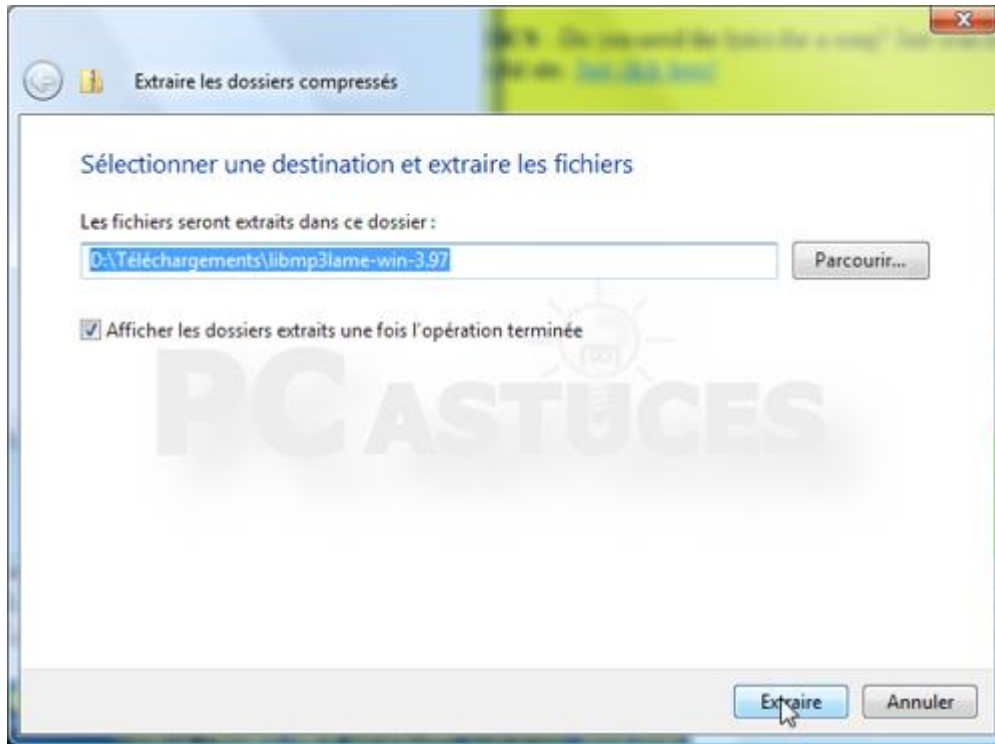 Extraire les dossiers compressés
Sélectionner une destination et extraire les fichiers
Les fichiers seront extraits dans ce dossier :
D:\Téléchargements\libmp3lame-win-3.97
Parcourir...
Afficher les dossiers extraits une fois l'opération terminée
PC ASTUCES
Extraire
Annuler